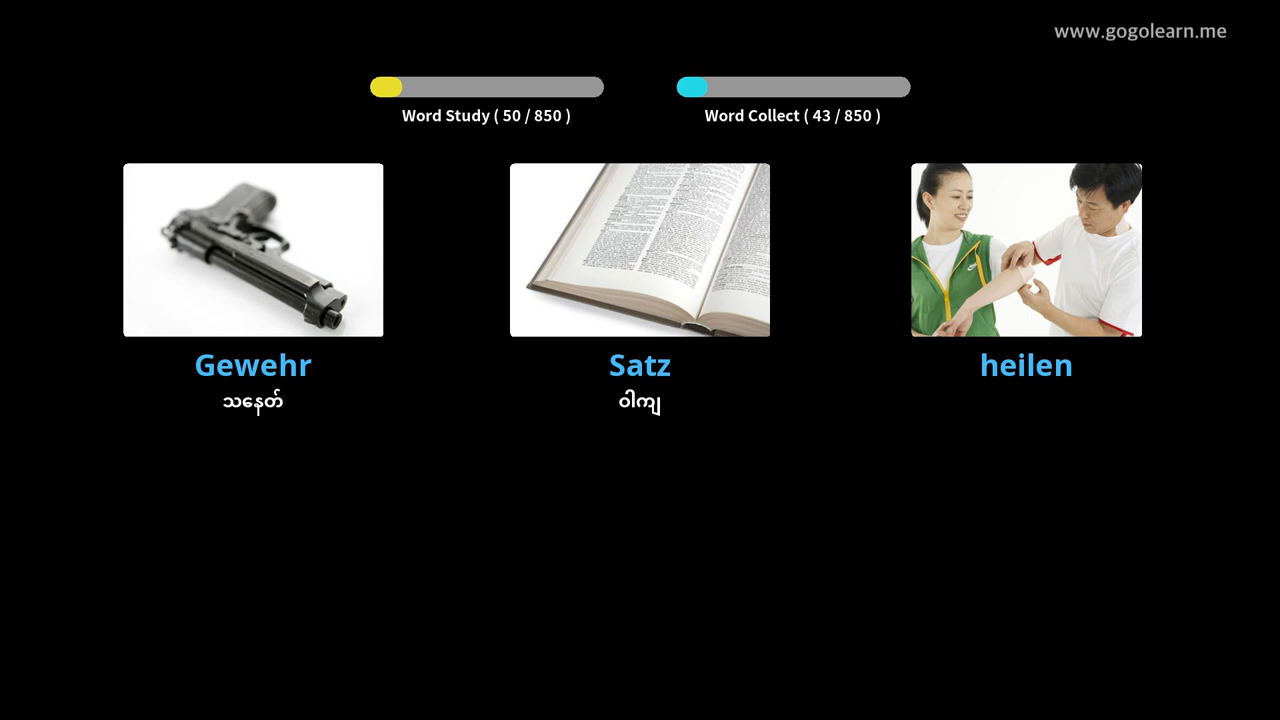 www.gogolearn.me
Word Study ( 50 / 850 )
Word Collect ( 43 / 850 )
Gewehr
သနေတ်
Satz
ဝါကျ
heilen